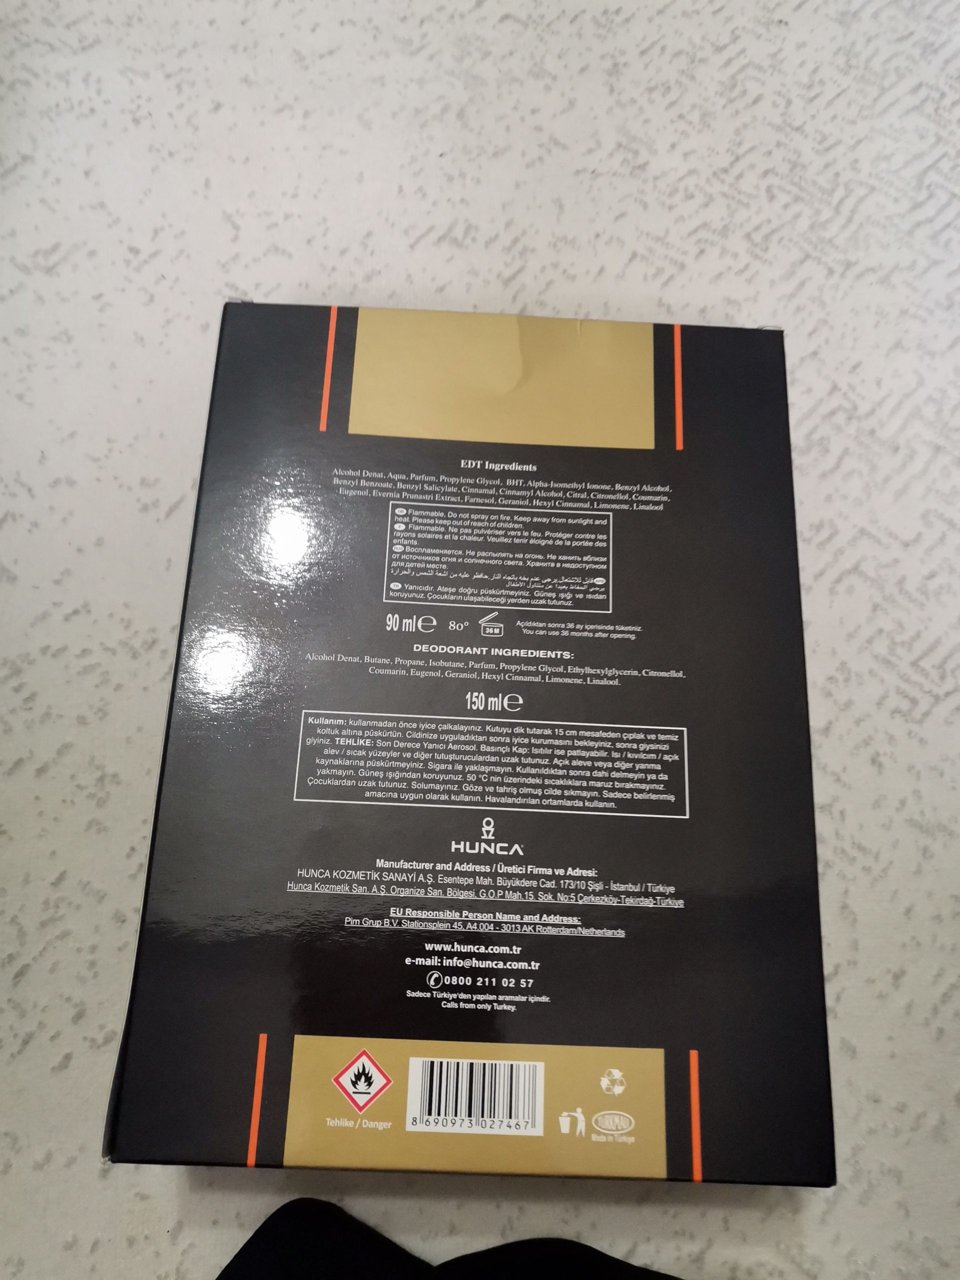 EDT Ingredients
Alcohol Denat, Aqua, Parfum, Propylene Glycol, BHT, Alpha-Isomethyl Ionone, Benzyl Alcohol,
Benzyl Benzoate, Benzyl Salicylate, Cinnamal, Cinnamyl Alcohol, Citral, Citronellol, Coumarin,
Eugenol, Evernia Prunastri Extract, Farnesol, Geraniol, Hexyl Cinnamal, Limonene, Linalool
Flammable. Do not spray on fire. Keep away from sunlight and
heat. Please keep out of reach of children.
Flammable. Ne pas pulvériser vers le feu. Protéger contre les
rayons solaires et la chaleur. Veuillez tenir éloigné de la portée des
enfants.
Воспламеняется. Не распылять на огонь. Не хранить вблизи
от источников огня и солнечного света. Хранить в недоступном
для детей месте.
قابل للاشتعال يرجى عدم بخه باتجاه النار حافظو عليه من اشعة الشمس والحرارة
Yanıcıdır. Ateşe doğru püskürtmeyiniz. Güneş ışığı ve ısıdan
koruyunuz. Çocukların ulaşabileceği yerden uzak tutunuz.
90 ml e 80° 36 M Açıldıktan sonra 36 ay içerisinde tüketiniz.
You can use 36 months after opening.
DEODORANT INGREDIENTS:
Alcohol Denat, Butane, Propane, Isobutane, Parfum, Propylene Glycol, Ethylhexylglycerin, Citronellol,
Coumarin, Eugenol, Geraniol, Hexyl Cinnamal, Limonene, Linalool.
150 ml e
Kullanım: kullanmadan önce iyice çalkalayınız. Kutuyu dik tutarak 15 cm mesafeden çıplak ve temiz
koltuk altına püskürtün. Cildinize uyguladıktan sonra iyice kurumasını bekleyiniz, sonra giysinizi
giyiniz. TEHLİKE: Son Derece Yanıcı Aerosol. Basınçlı Kap: Isıtılır ise patlayabilir. Isı / kıvılcım / açık
alev / sıcak yüzeyler ve diğer tutuşturuculardan uzak tutunuz. Açık aleve veya diğer yanma
kaynaklarına püskürtmeyiniz. Sigara ile yaklaşmayın. Kullanıldıktan sonra dahi delmeyin ya da
yakmayın. Güneş ışığından koruyunuz. 50 °C nin üzerindeki sıcaklıklara maruz bırakmayınız.
Çocuklardan uzak tutunuz. Solumayınız. Göze ve tahriş olmuş cilde sıkmayın. Sadece belirlenmiş
amacına uygun olarak kullanın. Havalandırılan ortamlarda kullanın.
HUNCA
Manufacturer and Address / Üretici Firma ve Adresi:
HUNCA KOZMETİK SANAYİ A.Ş. Esentepe Mah. Büyükdere Cad. 173/10 Şişli - İstanbul / Türkiye
Hunca Kozmetik San. A.Ş. Organize San. Bölgesi, G.O.P Mah.15. Sok. No:5 Çerkezköy-Tekirdağ-Türkiye
EU Responsible Person Name and Address:
Pim Grup B.V. Stationsplein 45, A4.004 - 3013 AK Rotterdam/Netherlands
www.hunca.com.tr
e-mail: info@hunca.com.tr
0800 211 02 57
Sadece Türkiye'den yapılan aramalar içindir.
Calls from only Turkey.
Tehlike / Danger
8 690973 027467
TURKMALI
Made in Türkiye